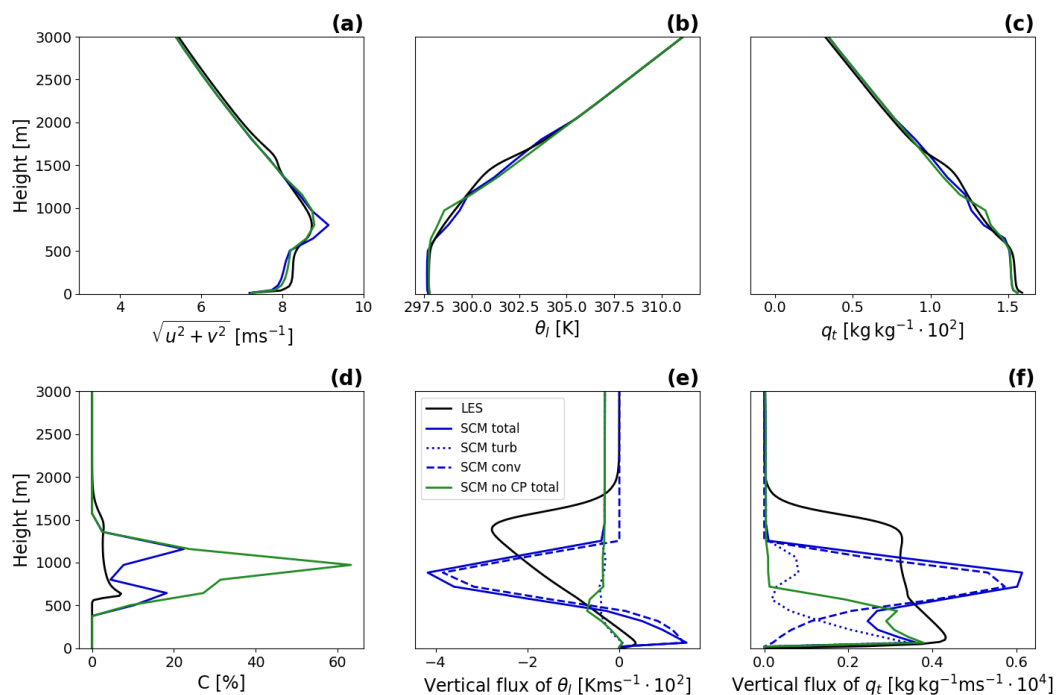 (a) (b) (c)
3000
2500
2000
1500
1000
500
0
Height [m]
4 6 8 10
√u² + v² [ms⁻¹]
297.5 300.0 302.5 305.0 307.5 310.0
θₗ [K]
0.0 0.5 1.0 1.5
qₜ [kg kg⁻¹ · 10²]
(d) (e) (f)
3000
2500
2000
1500
1000
500
0
Height [m]
LES
SCM total
SCM turb
SCM conv
SCM no CP total
0 20 40 60
C [%]
−4 −2 0
Vertical flux of θₗ [Kms⁻¹ · 10²]
0.0 0.2 0.4 0.6
Vertical flux of qₜ [kg kg⁻¹ms⁻¹ · 10⁴]